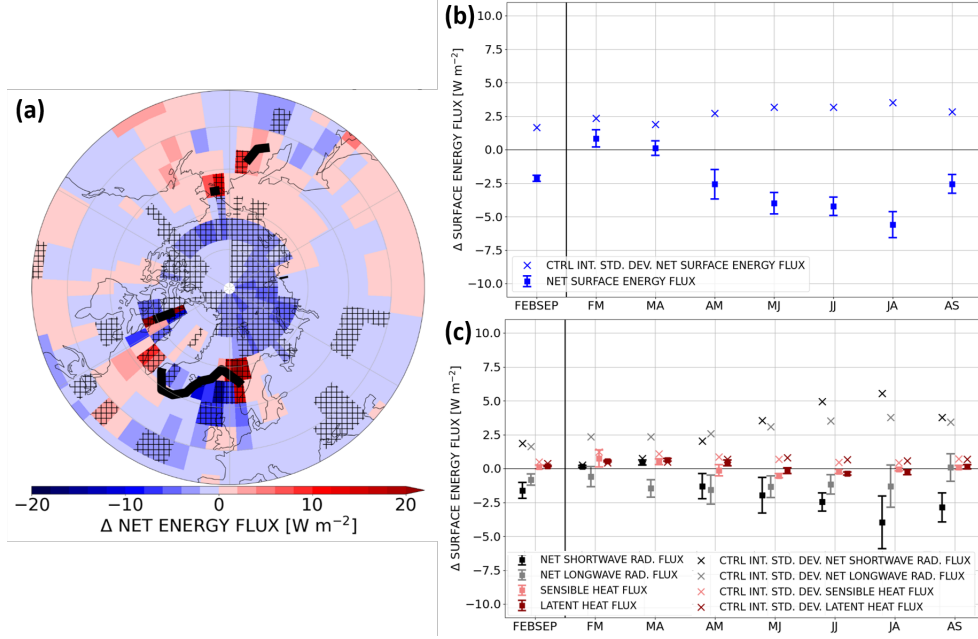 (a)
−20 −10 0 10 20
Δ NET ENERGY FLUX [W m−2]
(b)
Δ SURFACE ENERGY FLUX [W m−2]
10.0
7.5
5.0
2.5
0.0
−2.5
−5.0
−7.5
−10.0
CTRL INT. STD. DEV. NET SURFACE ENERGY FLUX
NET SURFACE ENERGY FLUX
FEBSEP FM MA AM MJ JJ JA AS
(c)
Δ SURFACE ENERGY FLUX [W m−2]
10.0
7.5
5.0
2.5
0.0
−2.5
−5.0
−7.5
−10.0
NET SHORTWAVE RAD. FLUX
NET LONGWAVE RAD. FLUX
SENSIBLE HEAT FLUX
LATENT HEAT FLUX
CTRL INT. STD. DEV. NET SHORTWAVE RAD. FLUX
CTRL INT. STD. DEV. NET LONGWAVE RAD. FLUX
CTRL INT. STD. DEV. SENSIBLE HEAT FLUX
CTRL INT. STD. DEV. LATENT HEAT FLUX
FEBSEP FM MA AM MJ JJ JA AS